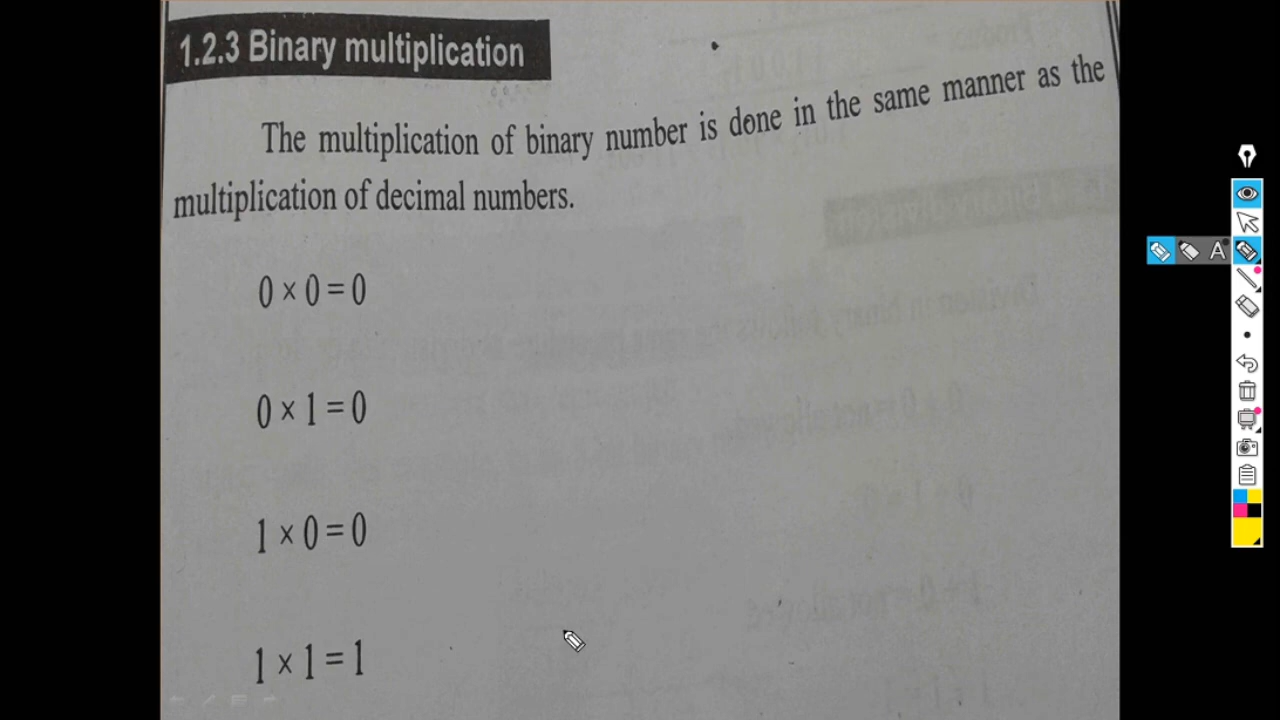 1.2.3 Binary multiplication
The multiplication of binary number is done in the same manner as the
multiplication of decimal numbers.
0 × 0 = 0
0 × 1 = 0
1 × 0 = 0
1 × 1 = 1
A